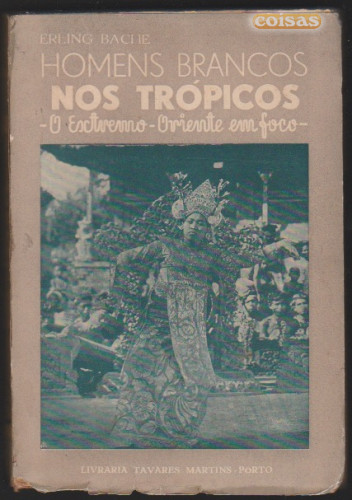 coisas
ERLING BACHE
HOMENS BRANCOS
NOS TRÓPICOS
-O Extremo-Oriente em foco-
LIVRARIA TAVARES MARTINS-PORTO